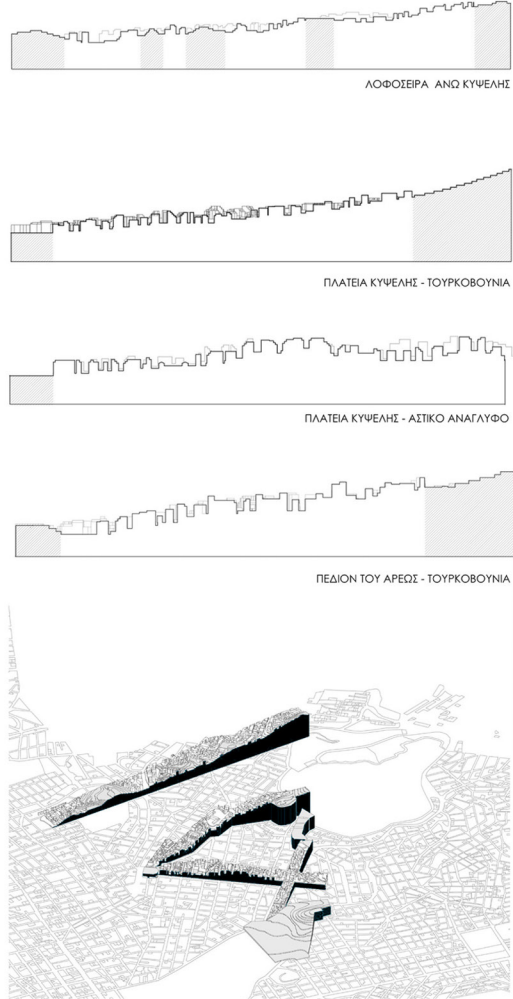 ΛΟΦΟΣΕΙΡΑ ΑΝΩ ΚΥΨΕΛΗΣ
ΠΛΑΤΕΙΑ ΚΥΨΕΛΗΣ - ΤΟΥΡΚΟΒΟΥΝΙΑ
ΠΛΑΤΕΙΑ ΚΥΨΕΛΗΣ - ΑΣΤΙΚΟ ΑΝΑΓΛΥΦΟ
ΠΕΔΙΟΝ ΤΟΥ ΑΡΕΩΣ - ΤΟΥΡΚΟΒΟΥΝΙΑ